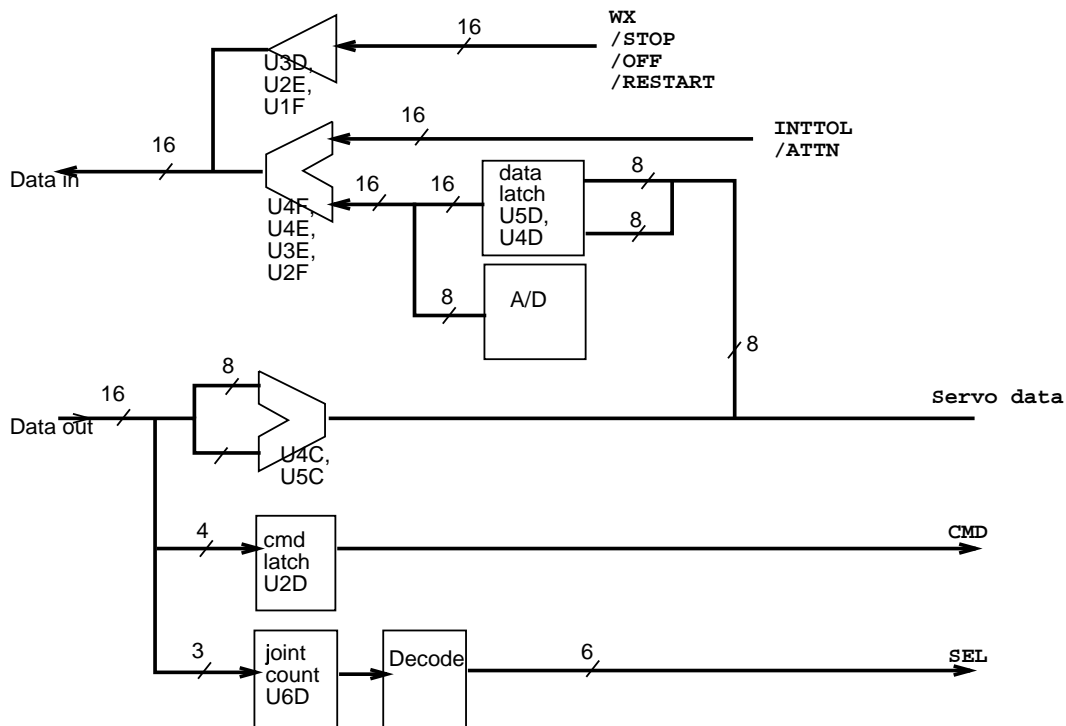 16
WX
/STOP
/OFF
/RESTART
U3D,
U2E,
U1F
16
INTTOL
/ATTN
16
Data in
U4F,
U4E,
U3E,
U2F
16
16
data
latch
U5D,
U4D
8
8
8
A/D
8
16
Data out
8
U4C,
U5C
Servo data
4
cmd
latch
U2D
CMD
3
joint
count
U6D
Decode
6
SEL